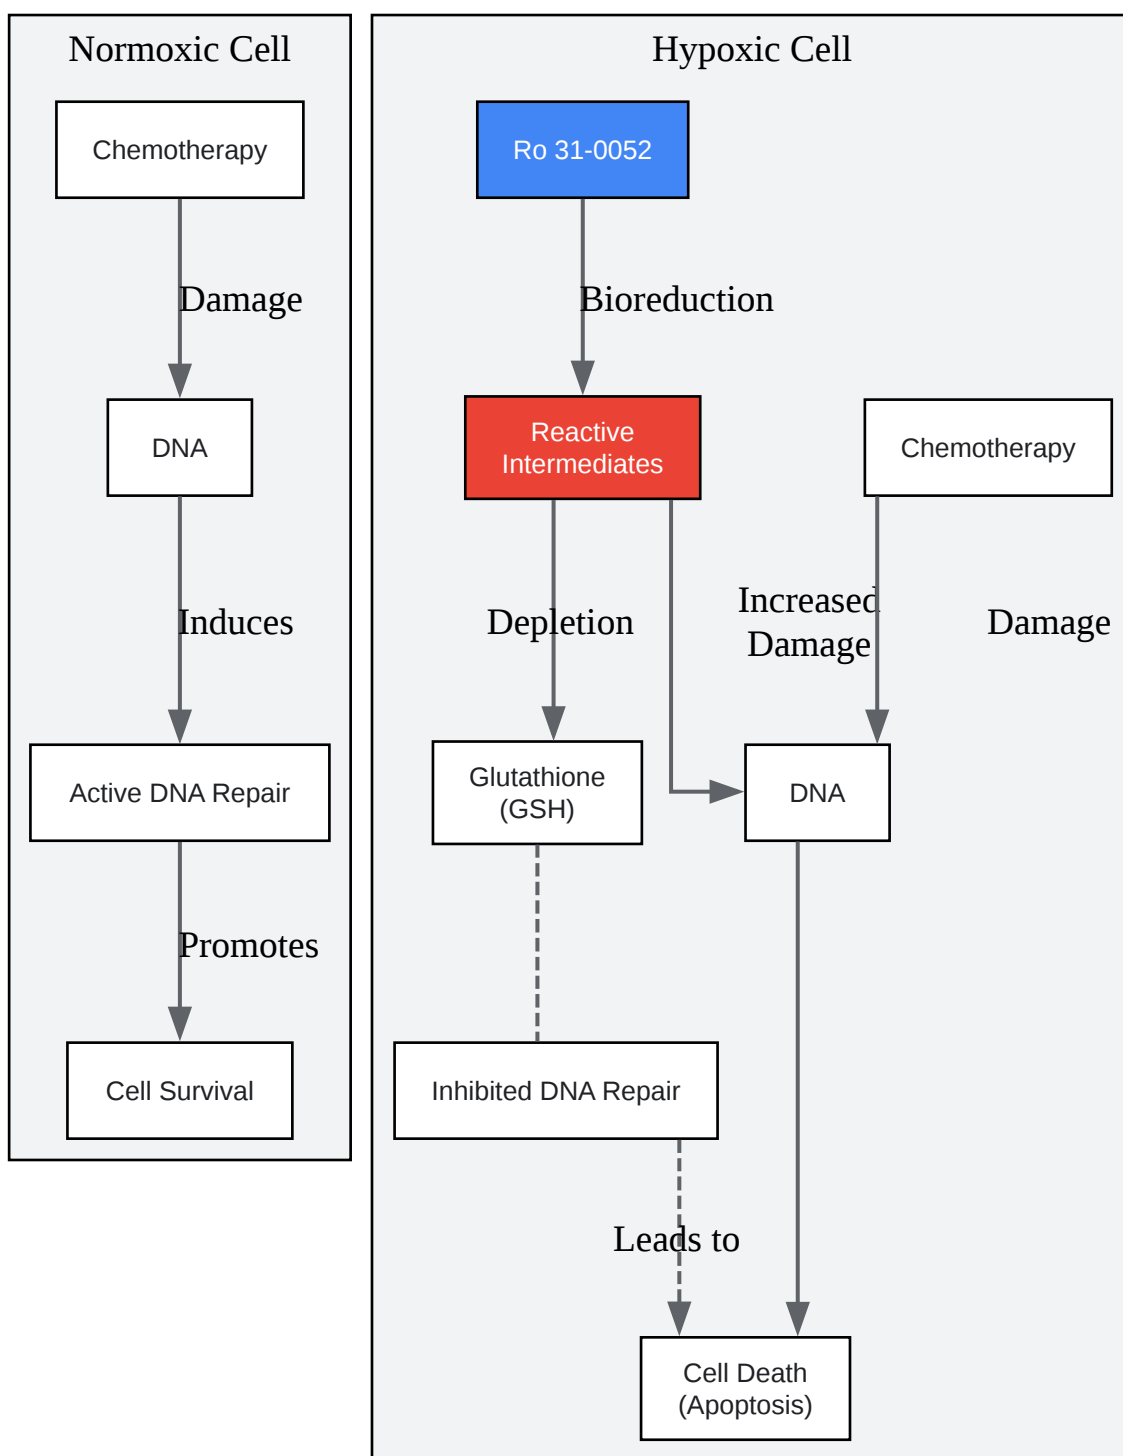 Normoxic Cell
Chemotherapy
Damage
DNA
Induces
Active DNA Repair
Promotes
Cell Survival
Hypoxic Cell
Ro 31-0052
Bioreduction
Reactive
Intermediates
Chemotherapy
Depletion
Increased
Damage
Damage
Glutathione
(GSH)
DNA
Inhibited DNA Repair
Leads to
Cell Death
(Apoptosis)